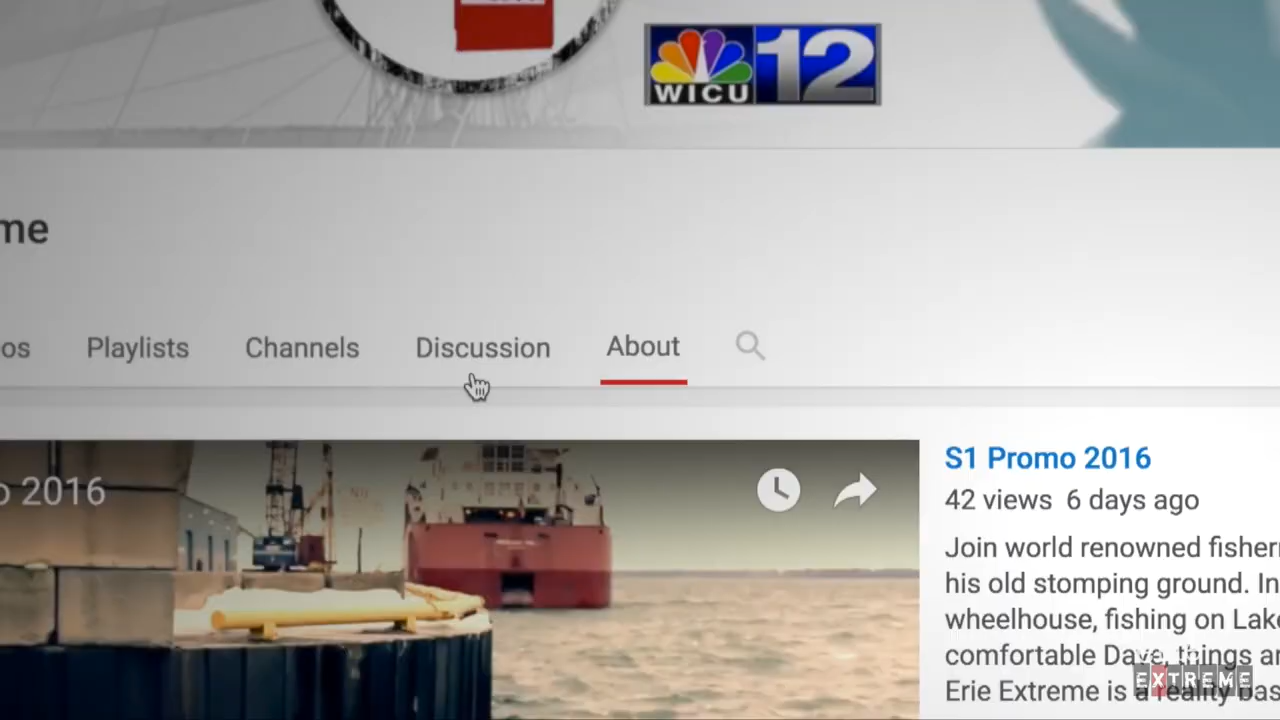 WICU 12
me
os Playlists Channels Discussion About
o 2016
S1 Promo 2016
42 views 6 days ago
Join world renowned fisher
his old stomping ground. In
wheelhouse, fishing on Lake
comfortable Dave, things ar
Erie Extreme is a reality bas
EXTREME